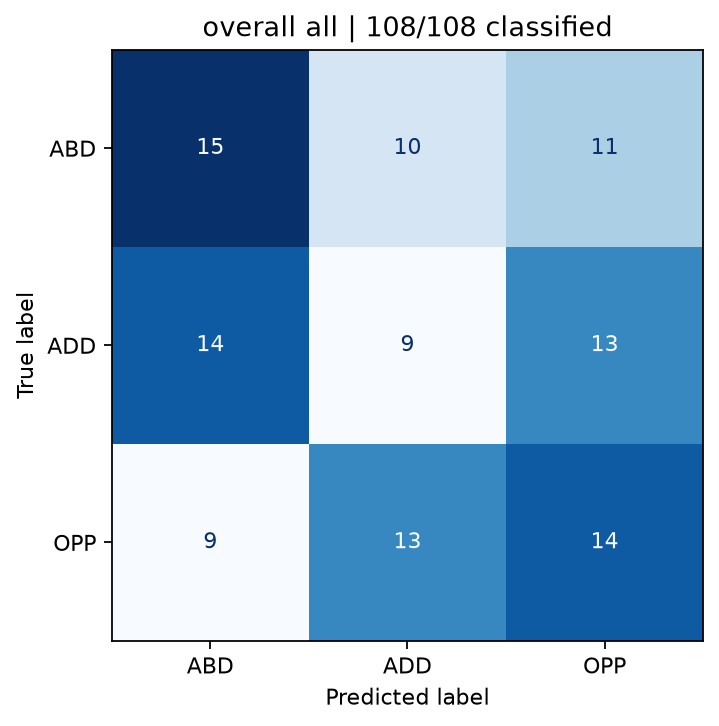 overall all | 108/108 classified
True label
ABD 15 10 11
ADD 14 9 13
OPP 9 13 14
ABD ADD OPP
Predicted label